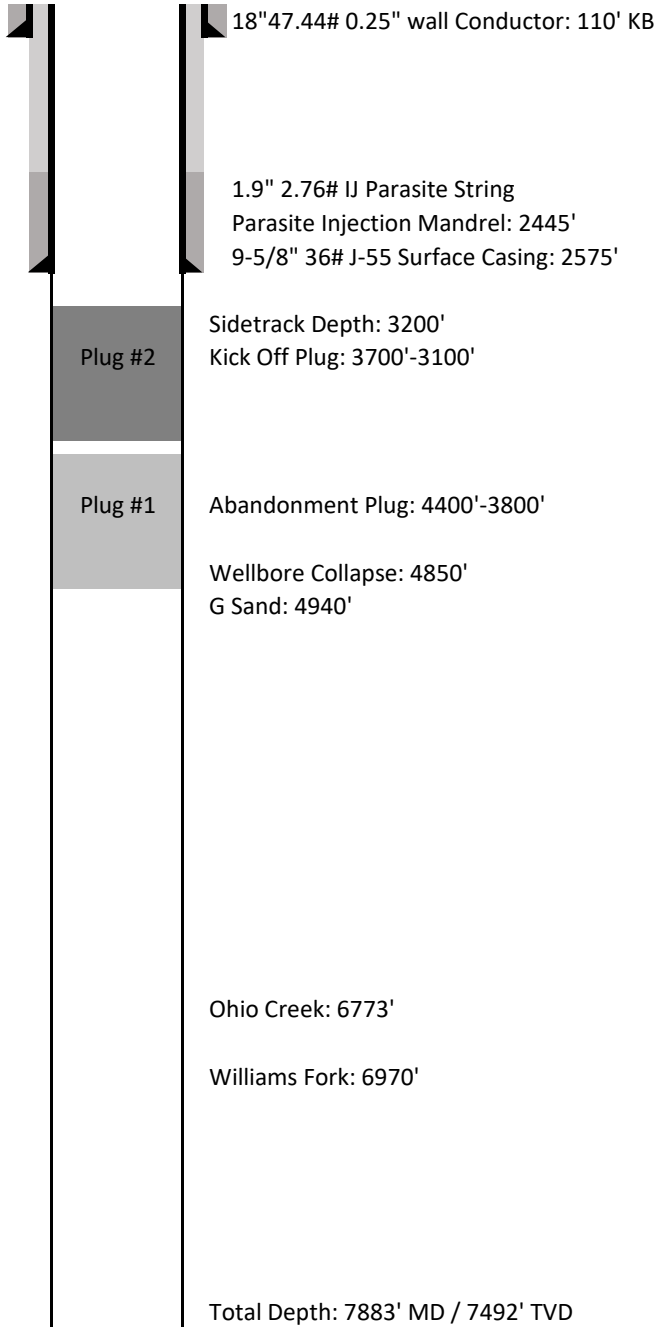 18"47.44# 0.25" wall Conductor: 110' KB
1.9" 2.76# IJ Parasite String
Parasite Injection Mandrel: 2445'
9-5/8" 36# J-55 Surface Casing: 2575'
Sidetrack Depth: 3200'
Plug #2 Kick Off Plug: 3700'-3100'
Plug #1 Abandonment Plug: 4400'-3800'
Wellbore Collapse: 4850'
G Sand: 4940'
Ohio Creek: 6773'
Williams Fork: 6970'
Total Depth: 7883' MD / 7492' TVD